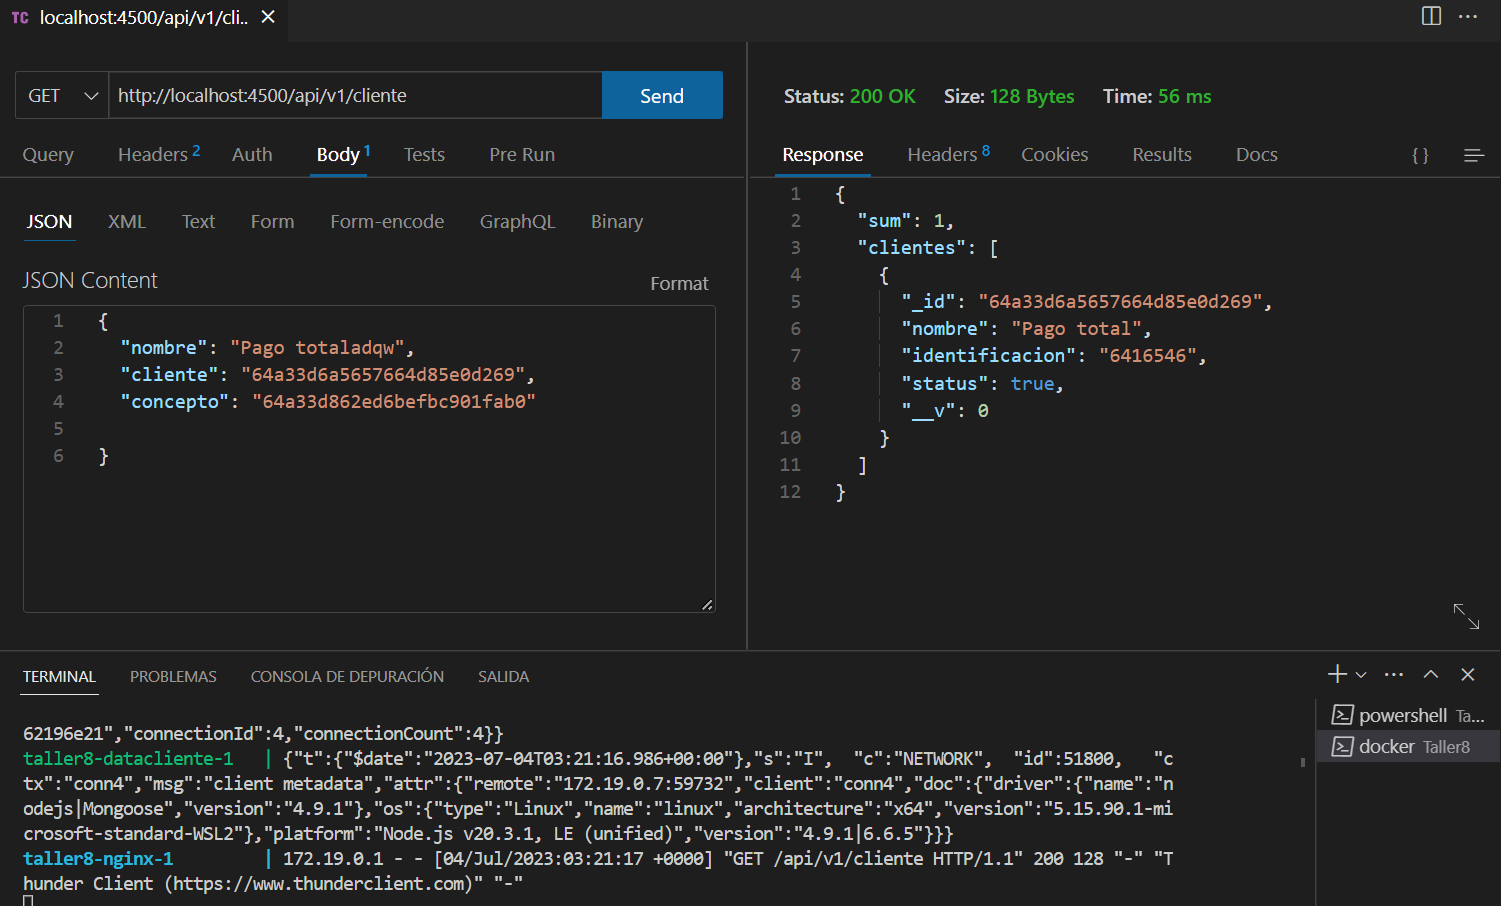 TC localhost:4500/api/v1/cli..
GET http://localhost:4500/api/v1/cliente Send
Status: 200 OK Size: 128 Bytes Time: 56 ms
Query Headers 2 Auth Body 1 Tests Pre Run
Response Headers 8 Cookies Results Docs {}
JSON XML Text Form Form-encode GraphQL Binary
JSON Content Format
1 {
2 "nombre": "Pago totaladqw",
3 "cliente": "64a33d6a5657664d85e0d269",
4 "concepto": "64a33d862ed6befbc901fab0"
5
6 }
1 {
2 "sum": 1,
3 "clientes": [
4 {
5 "_id": "64a33d6a5657664d85e0d269",
6 "nombre": "Pago total",
7 "identificacion": "6416546",
8 "status": true,
9 "__v": 0
10 }
11 ]
12 }
TERMINAL PROBLEMAS CONSOLA DE DEPURACIÓN SALIDA
62196e21","connectionId":4,"connectionCount":4}}
taller8-datacliente-1 | {"t":{"$date":"2023-07-04T03:21:16.986+00:00"},"s":"I", "c":"NETWORK", "id":51800, "c
tx":"conn4","msg":"client metadata","attr":{"remote":"172.19.0.7:59732","client":"conn4","doc":{"driver":{"name":"n
odejs|Mongoose","version":"4.9.1"},"os":{"type":"Linux","name":"linux","architecture":"x64","version":"5.15.90.1-mi
crosoft-standard-WSL2"},"platform":"Node.js v20.3.1, LE (unified)","version":"4.9.1|6.6.5"}}}
taller8-nginx-1 | 172.19.0.1 - - [04/Jul/2023:03:21:17 +0000] "GET /api/v1/cliente HTTP/1.1" 200 128 "-" "T
hunder Client (https://www.thunderclient.com)" "-"
powershell Ta...
docker Taller8